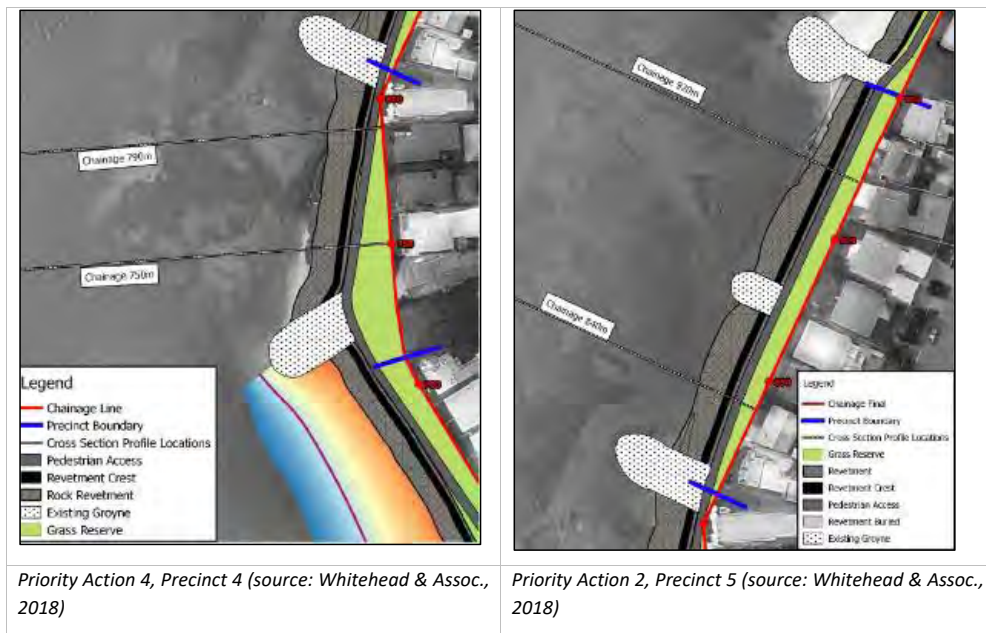 Chainage 790m
Chainage 750m
Legend
Chainage Line
Precinct Boundary
Cross Section Profile Locations
Pedestrian Access
Revetment Crest
Rock Revetment
Existing Groyne
Grass Reserve
Chainage 920m
Chainage 840m
Legend
Chainage Final
Precinct Boundary
Cross Section Profile Locations
Grass Reserve
Revetment
Revetment Crest
Pedestrian Access
Revetment Buried
Existing Groyne
Priority Action 4, Precinct 4 (source: Whitehead & Assoc.,
2018)
Priority Action 2, Precinct 5 (source: Whitehead & Assoc.,
2018)